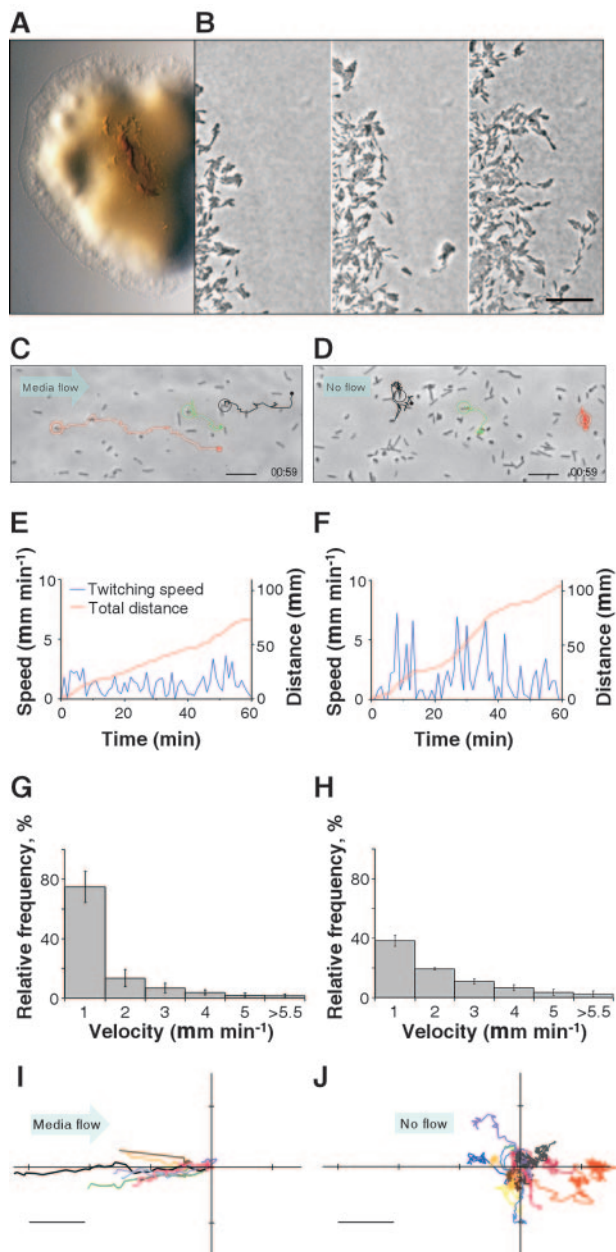 A
B
C
D
Media flow
No flow
00:59
00:59
E
F
Speed (mm min-1)
10
5
0
Twitching speed
Total distance
100
50
0
Distance (mm)
0 20 40 60
Time (min)
Speed (mm min-1)
10
5
0
100
50
0
Distance (mm)
0 20 40 60
Time (min)
G
H
Relative frequency, %
80
40
0
1 2 3 4 5 >5.5
Velocity (mm min-1)
Relative frequency, %
80
40
0
1 2 3 4 5 >5.5
Velocity (mm min-1)
I
J
Media flow
No flow